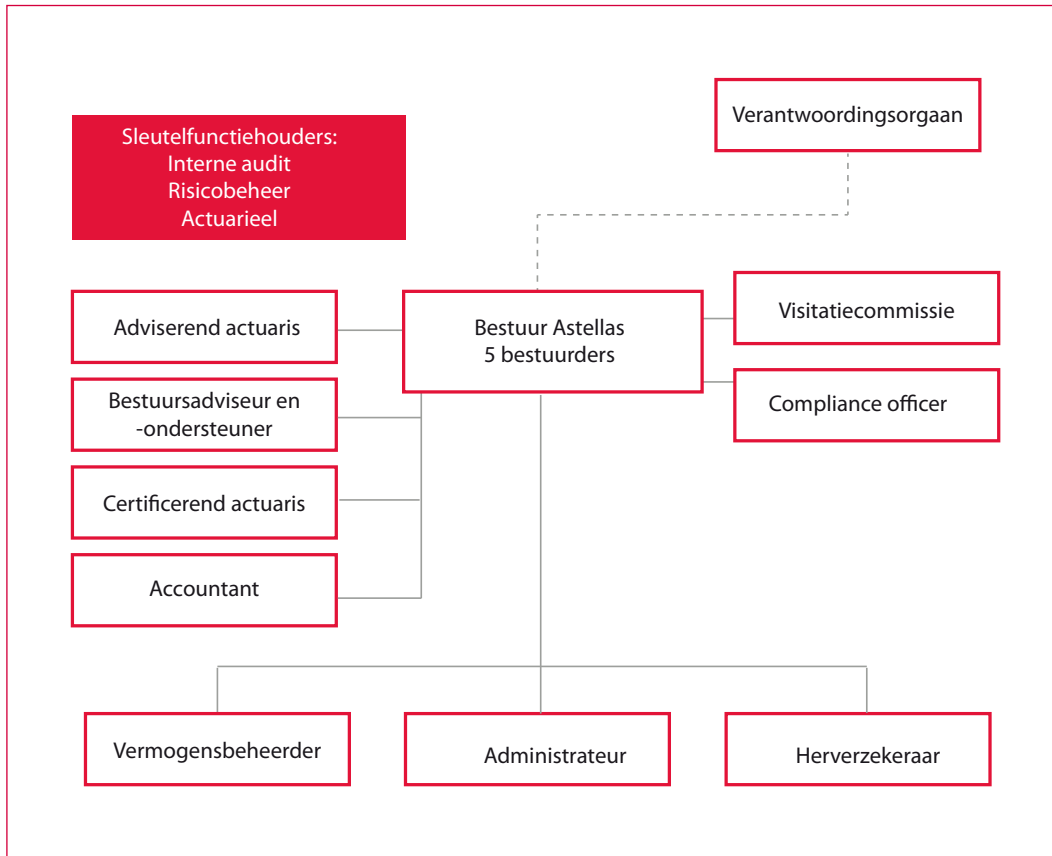 Verantwoordingsorgaan
Sleutelfunctiehouders:
Interne audit
Risicobeheer
Actuarieel
Adviserend actuaris
Bestuur Astellas
5 bestuurders
Visitatiecommissie
Bestuursadviseur en
-ondersteuner
Compliance officer
Certificerend actuaris
Accountant
Vermogensbeheerder
Administrateur
Herverzekeraar